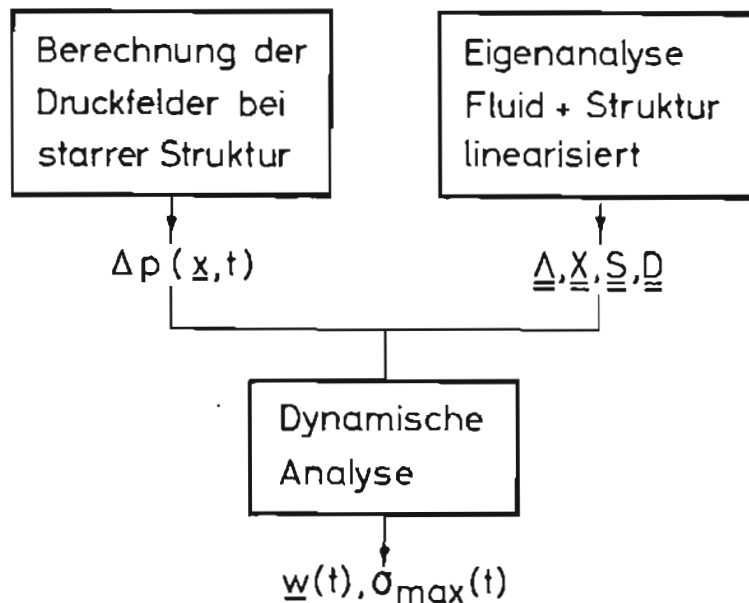 Berechnung der
Druckfelder bei
starrer Struktur
Eigenanalyse
Fluid + Struktur
linearisiert
Δp(x̲,t)
Λ̳,X̳,S̳,D̳
Dynamische
Analyse
w̲(t),σmax(t)